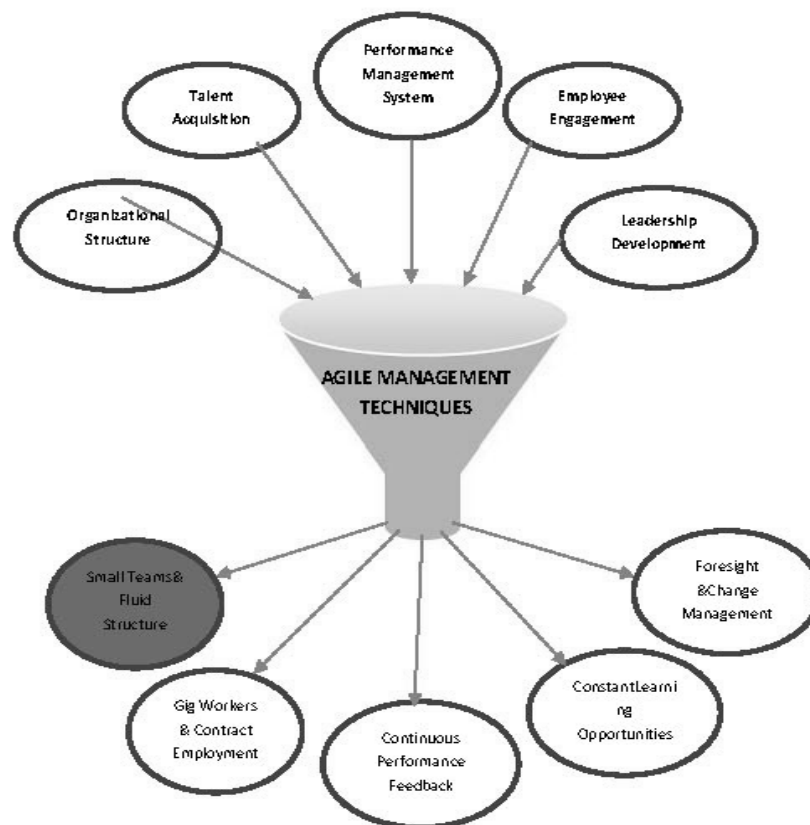 Performance
Management
System
Talent
Acquisition
Employee
Engagement
Organizational
Structure
Leadership
Development
AGILE MANAGEMENT
TECHNIQUES
Small Teams&
Fluid
Structure
Foresight
&Change
Management
Gig Workers
& Contract
Employment
ConstantLearni
ng
Opportunities
Continuous
Performance
Feedback